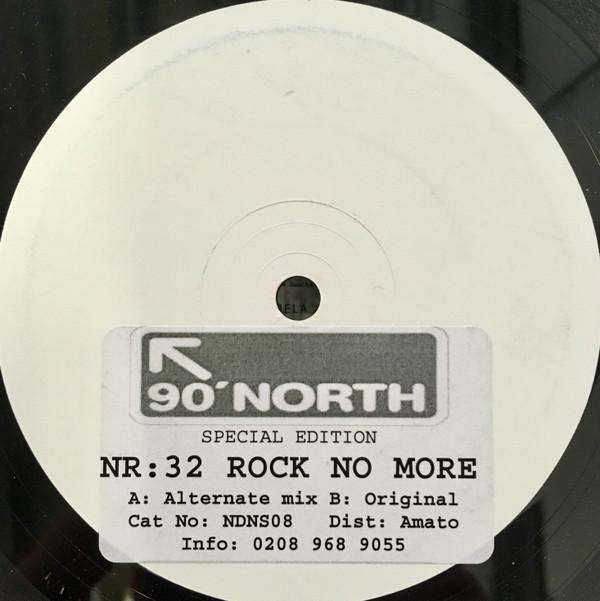 90´NORTH
SPECIAL EDITION
NR:32 ROCK NO MORE
A: Alternate mix B: Original
Cat No: NDNS08 Dist: Amato
Info: 0208 968 9055